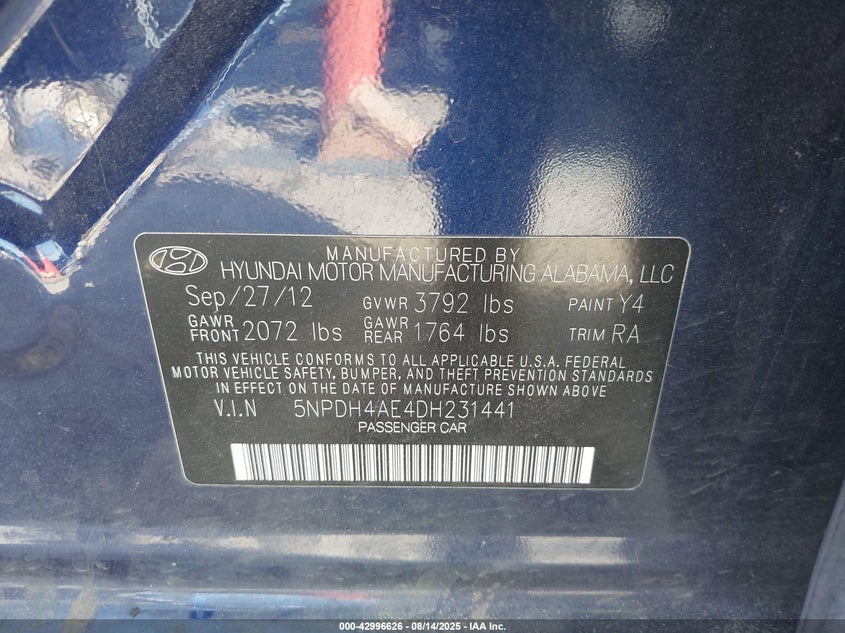 MANUFACTURED BY
HYUNDAI MOTOR MANUFACTURING ALABAMA, LLC
Sep/27/12 GVWR 3792 lbs PAINT Y4
GAWR FRONT 2072 lbs GAWR REAR 1764 lbs TRIM RA
THIS VEHICLE CONFORMS TO ALL APPLICABLE U.S.A. FEDERAL
MOTOR VEHICLE SAFETY, BUMPER, AND THEFT PREVENTION STANDARDS
IN EFFECT ON THE DATE OF MANUFACTURE SHOWN ABOVE
V.I.N 5NPDH4AE4DH231441
PASSENGER CAR
000-42996626 - 08/14/2025 - IAA Inc.